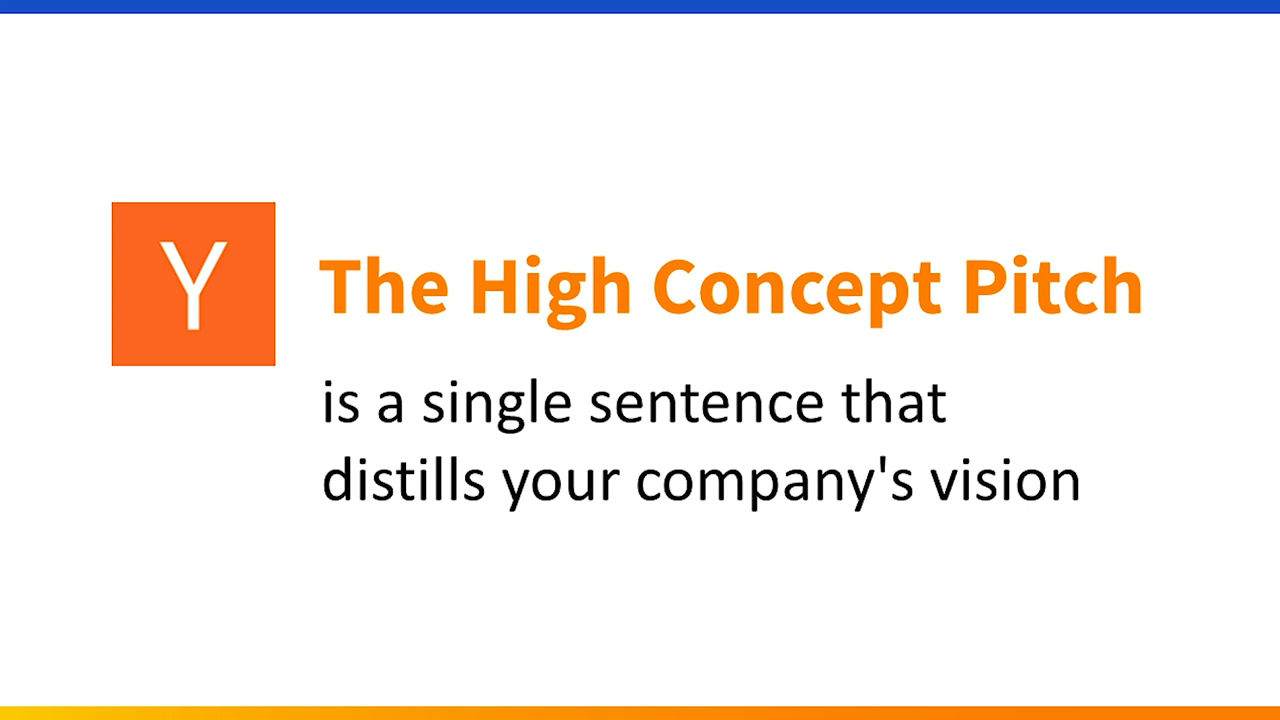 Y
The High Concept Pitch
is a single sentence that
distills your company's vision